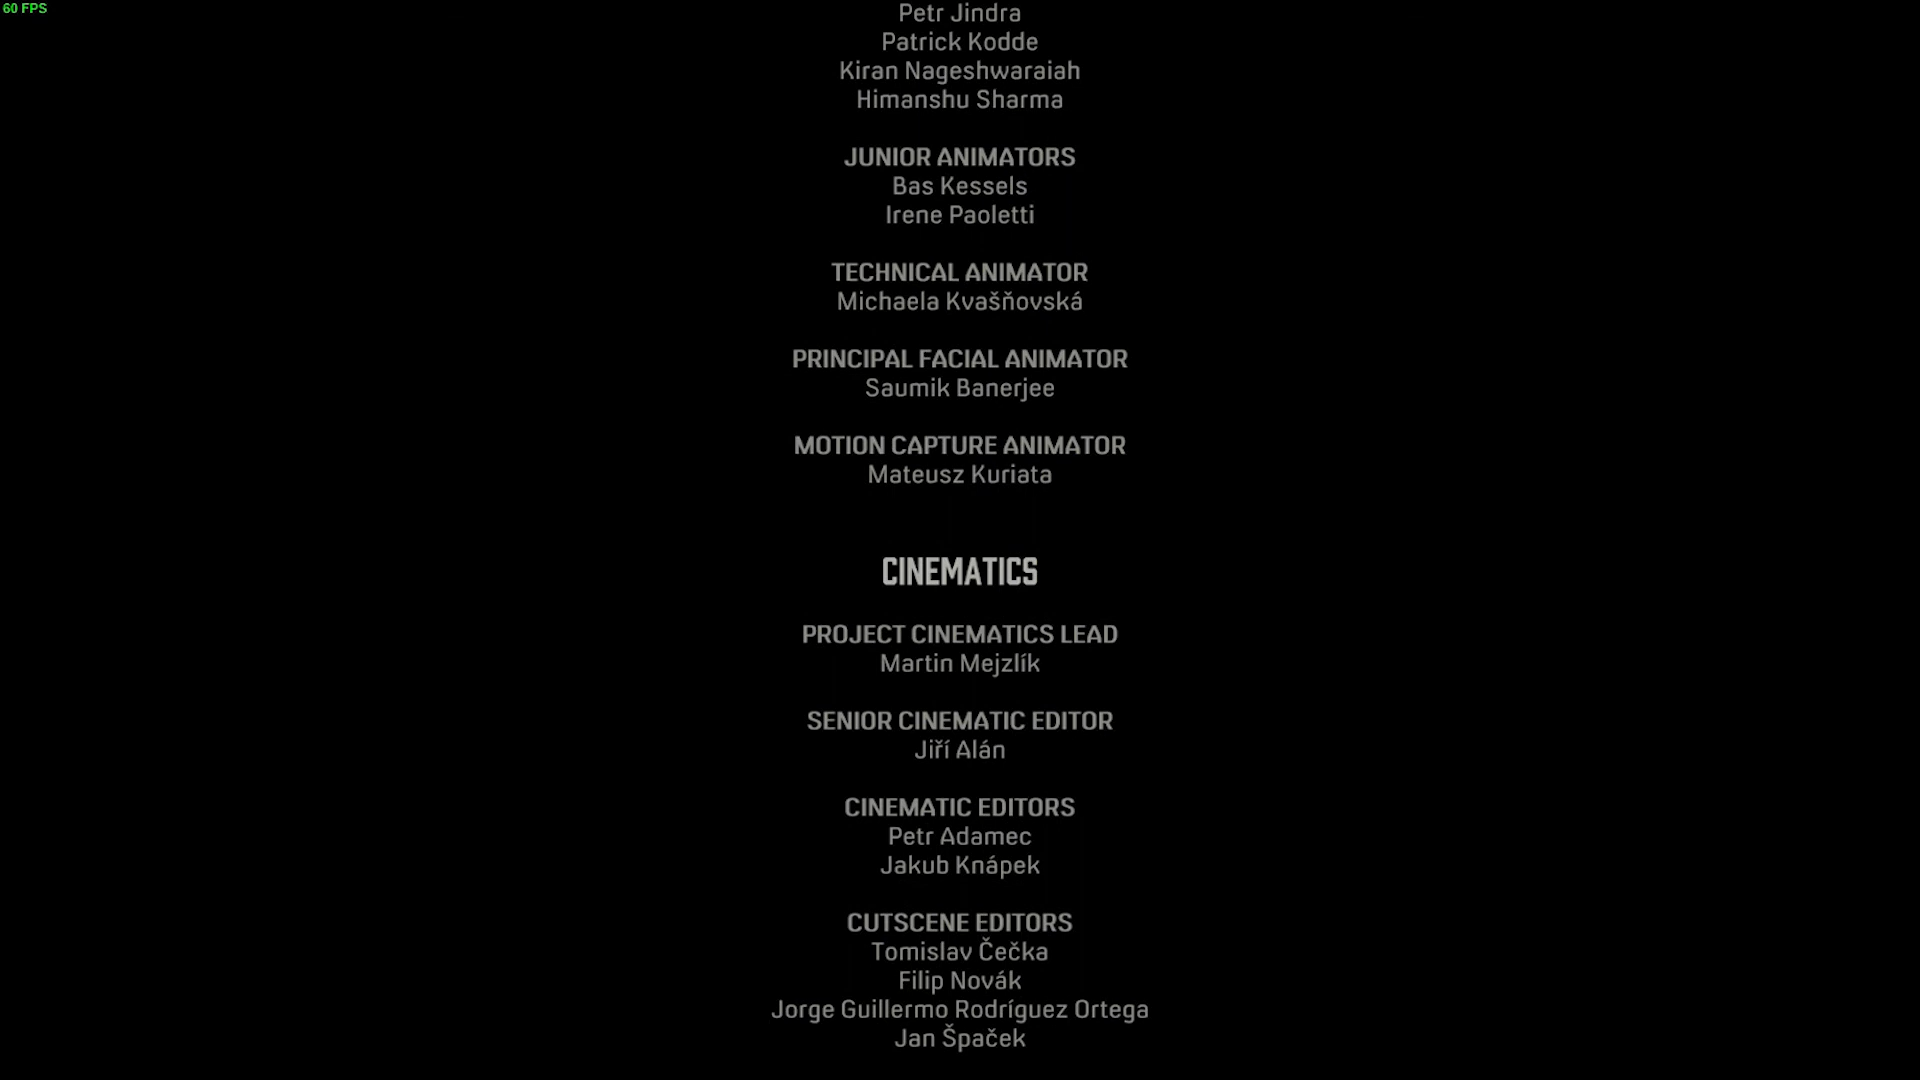 60 FPS
Petr Jindra
Patrick Kodde
Kiran Nageshwaraiah
Himanshu Sharma
JUNIOR ANIMATORS
Bas Kessels
Irene Paoletti
TECHNICAL ANIMATOR
Michaela Kvašňovská
PRINCIPAL FACIAL ANIMATOR
Saumik Banerjee
MOTION CAPTURE ANIMATOR
Mateusz Kuriata
CINEMATICS
PROJECT CINEMATICS LEAD
Martin Mejzlík
SENIOR CINEMATIC EDITOR
Jiří Alán
CINEMATIC EDITORS
Petr Adamec
Jakub Knápek
CUTSCENE EDITORS
Tomislav Čečka
Filip Novák
Jorge Guillermo Rodríguez Ortega
Jan Špaček